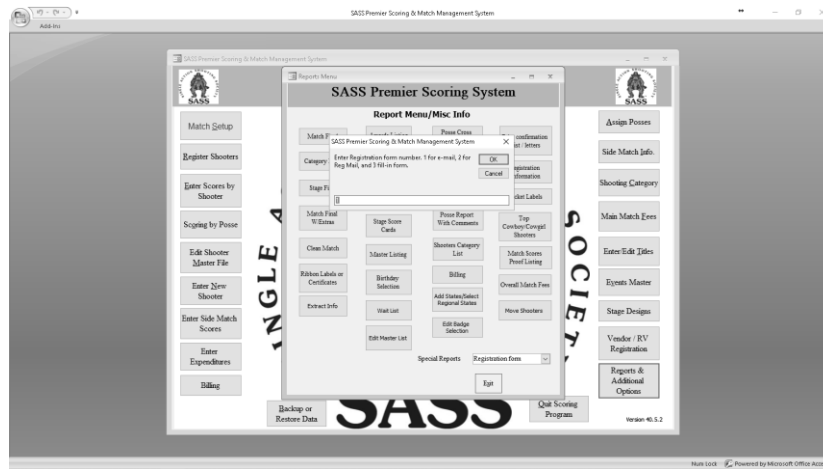 SASS Premier Scoring & Match Management System
Add-Ins
SASS Premier Scoring & Match Management System
Reports Menu
SASS Premier Scoring System
Report Menu/Misc Info
SASS
SASS
Match Setup
Register Shooters
Enter Scores by
Shooter
Scoring by Posse
Edit Shooter
Master File
Enter New
Shooter
Enter Side Match
Scores
Enter
Expenditures
Billing
SASS Premier Scoring & Match Management System
Enter Registration form number. 1 for e-mail, 2 for
Reg Mail, and 3 fill-in form.
OK
Cancel
Posse Cross
Category
Match Final
W/Extras
Stage Score
Cards
Posse Report
With Comments
Top
Cowboy/Cowgirl
Shooters
Clean Match
Master Listing
Shooters Category
List
Match Scores
Proof Listing
Ribbon Labels or
Certificates
Birthday
Selection
Billing
Overall Match Fees
Extract Info
Wait List
Add States/Select
Regional States
Move Shooters
Edit Master List
Edit Badge
Selection
Special Reports
Registration form
Exit
Assign Posses
Side Match Info.
Shooting Category
Main Match Fees
Enter/Edit Titles
Events Master
Stage Designs
Vendor / RV
Registration
Reports &
Additional
Options
INGLE A
SOCIET
SASS
Backup or
Restore Data
Quit Scoring
Program
Version 40.5.2
Num Lock